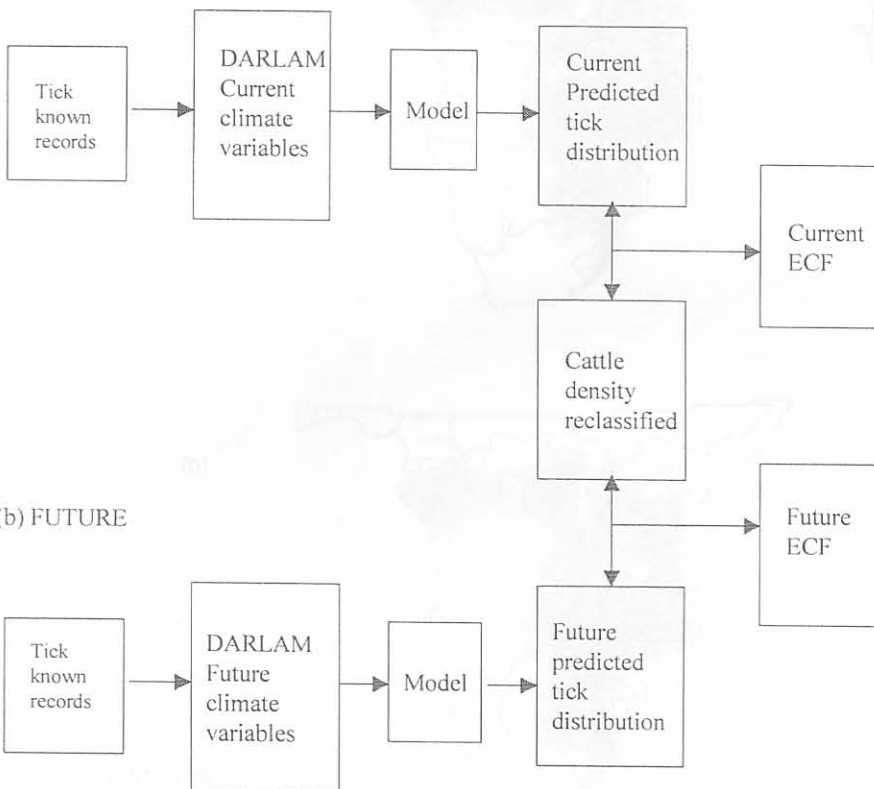 Tick
known
records
DARLAM
Current
climate
variables
Model
Current
Predicted
tick
distribution
Current
ECF
Cattle
density
reclassified
(b) FUTURE
Future
ECF
Tick
known
records
DARLAM
Future
climate
variables
Model
Future
predicted
tick
distribution